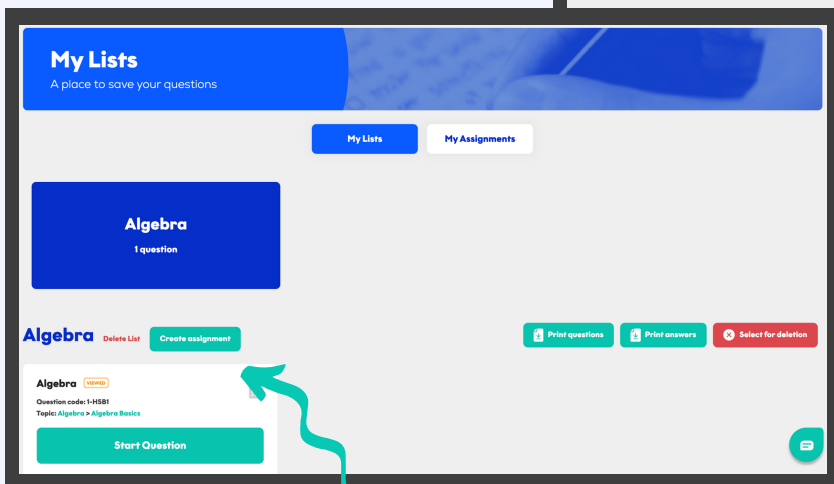 My Lists
A place to save your questions
My Lists
My Assignments
Algebra
1 question
Algebra Delete List Create assignment Print questions Print answers Select for deletion
Algebra VIEWED
Question code: 1-HSB1
Topic: Algebra > Algebra Basics
Start Question